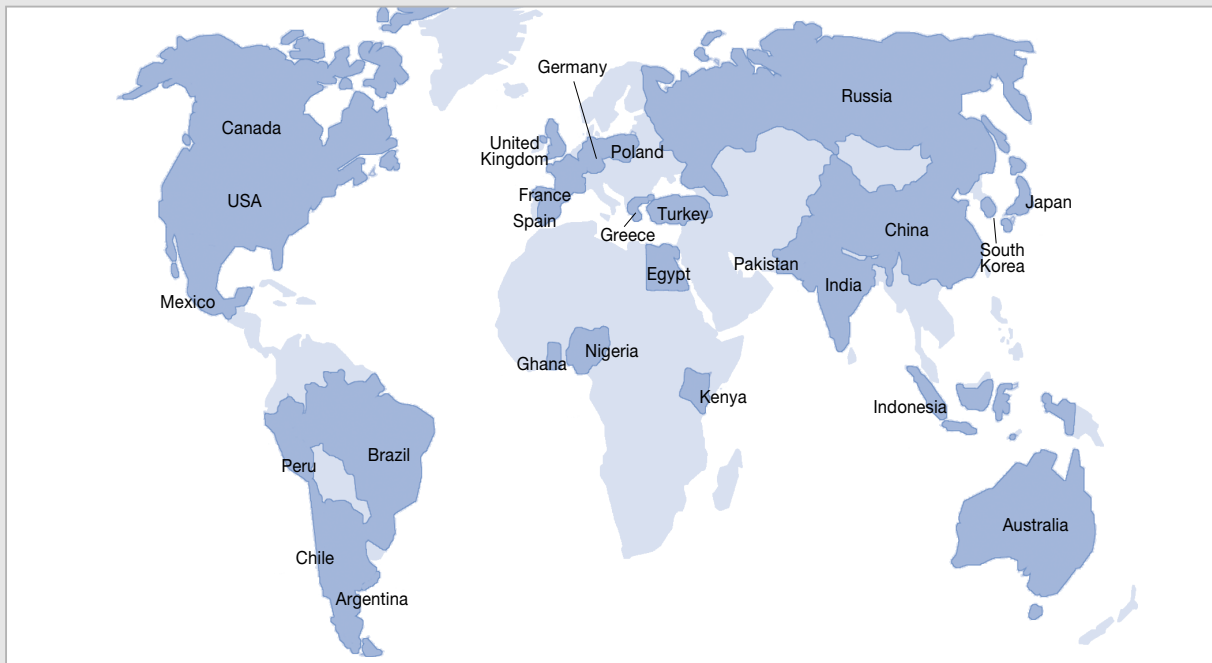 Germany
Russia
Canada
United
Kingdom
Poland
France
USA
Spain
Turkey
Greece
Japan
China
South
Korea
Pakistan
Egypt
India
Mexico
Nigeria
Ghana
Kenya
Indonesia
Brazil
Peru
Australia
Chile
Argentina